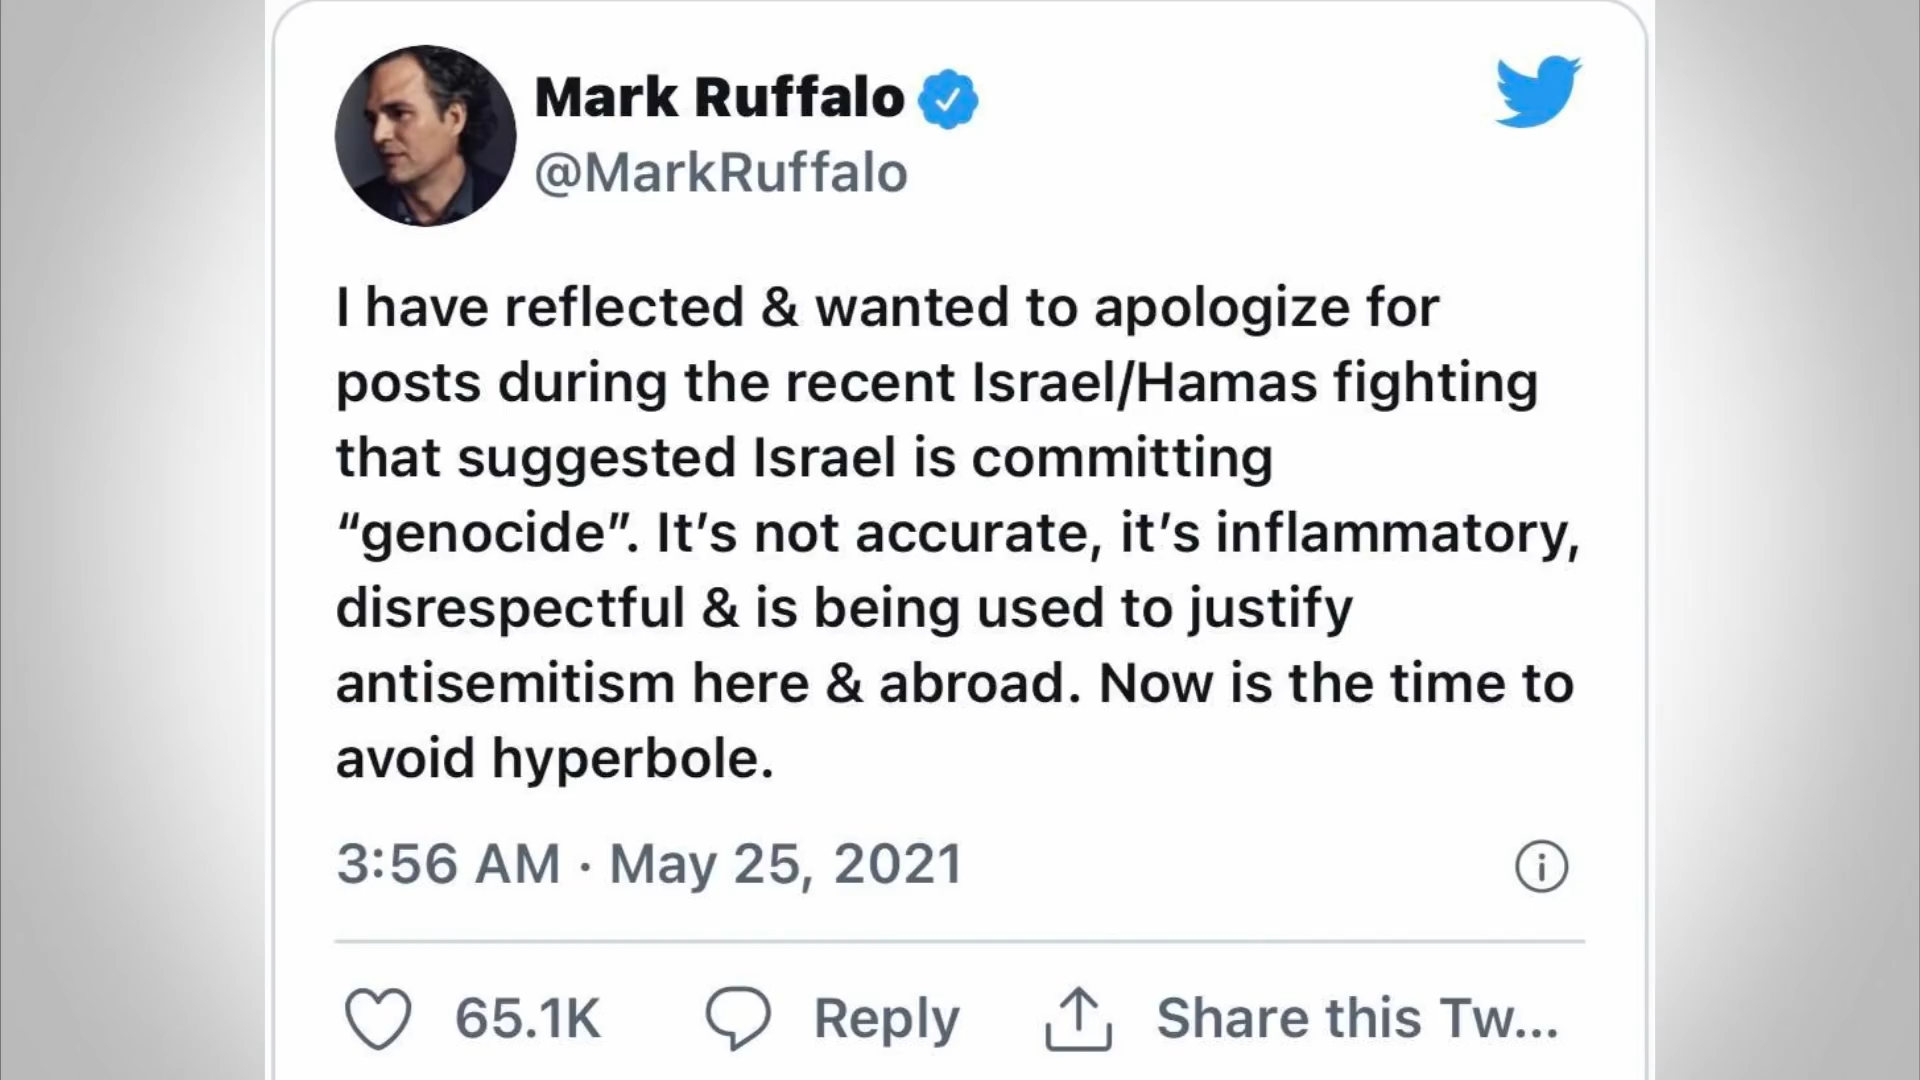 Mark Ruffalo
@MarkRuffalo
I have reflected & wanted to apologize for
posts during the recent Israel/Hamas fighting
that suggested Israel is committing
“genocide”. It’s not accurate, it’s inflammatory,
disrespectful & is being used to justify
antisemitism here & abroad. Now is the time to
avoid hyperbole.
3:56 AM · May 25, 2021
65.1K Reply Share this Tw...